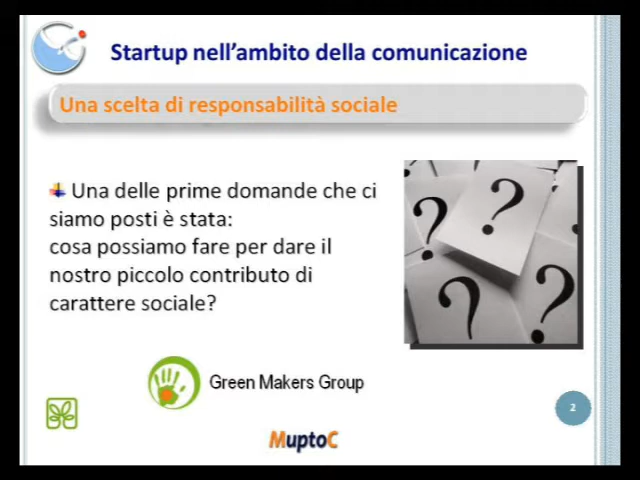 Startup nell'ambito della comunicazione
Una scelta di responsabilità sociale
Una delle prime domande che ci
siamo posti è stata:
cosa possiamo fare per dare il
nostro piccolo contributo di
carattere sociale?
? ? ? ?
Green Makers Group
2
MuptoC